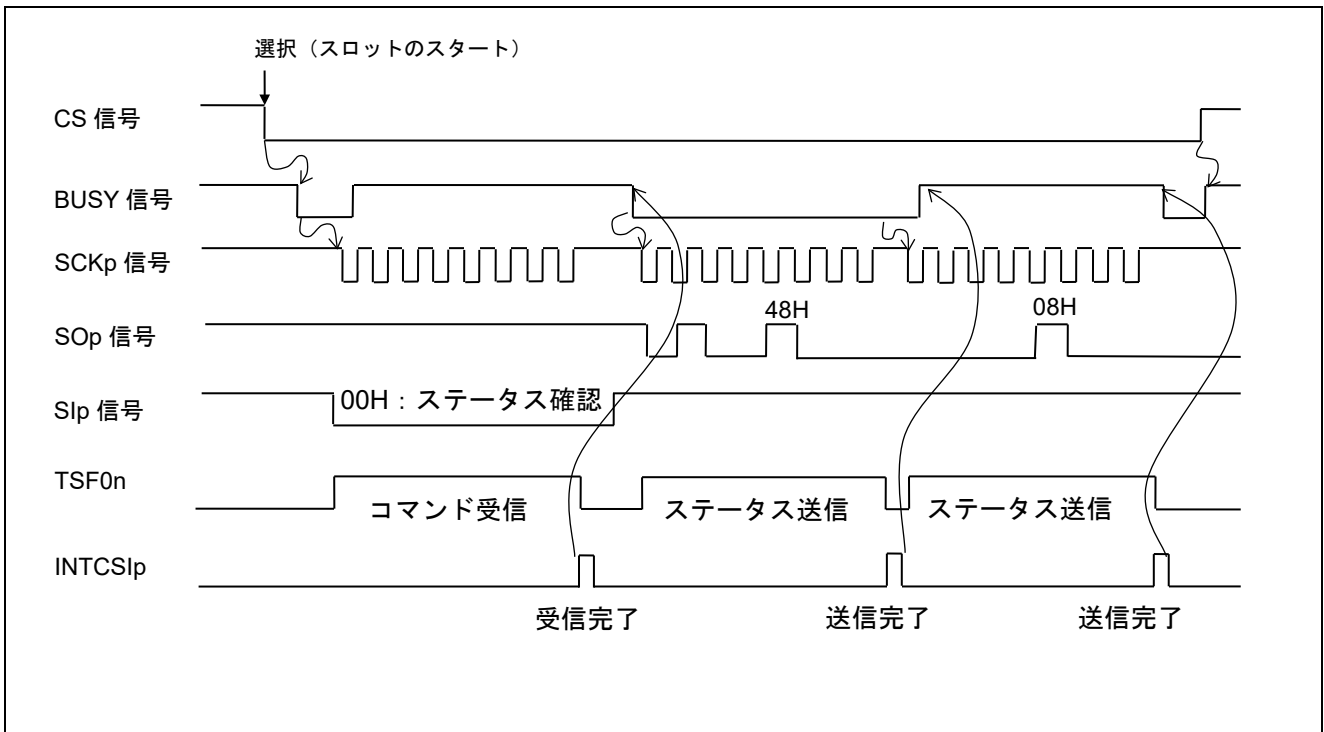 選択（スロットのスタート）
CS 信号
BUSY 信号
SCKp 信号
48H
08H
SOp 信号
SIp 信号
00H：ステータス確認
TSF0n
コマンド受信
ステータス送信
ステータス送信
INTCSIp
受信完了
送信完了
送信完了